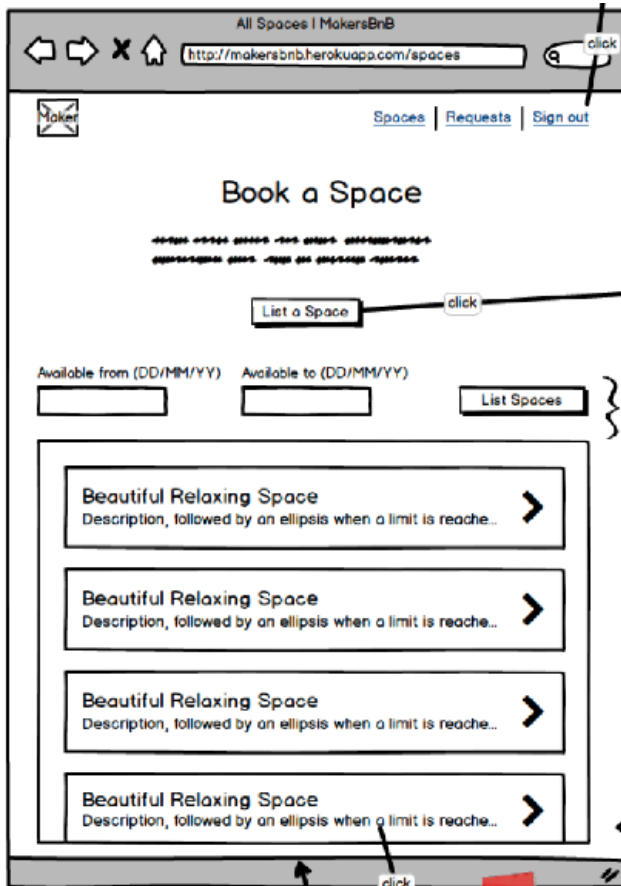 All Spaces | MakersBnB
http://makersbnb.herokuapp.com/spaces
click
Maker
Spaces | Requests | Sign out
Book a Space
List a Space
click
Available from (DD/MM/YY) Available to (DD/MM/YY)
List Spaces
Beautiful Relaxing Space
Description, followed by an ellipsis when a limit is reache...
Beautiful Relaxing Space
Description, followed by an ellipsis when a limit is reache...
Beautiful Relaxing Space
Description, followed by an ellipsis when a limit is reache...
Beautiful Relaxing Space
Description, followed by an ellipsis when a limit is reache...
click